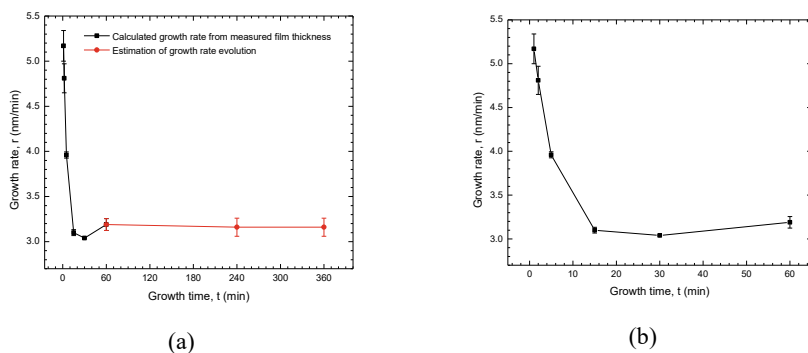 5.5
5.0
4.5
4.0
3.5
3.0
Growth rate, r (nm/min)
Calculated growth rate from measured film thickness
Estimation of growth rate evolution
0 60 120 180 240 300 360
Growth time, t (min)
(a)
5.5
5.0
4.5
4.0
3.5
3.0
Growth rate, r (nm/min)
0 10 20 30 40 50 60
Growth time, t (min)
(b)